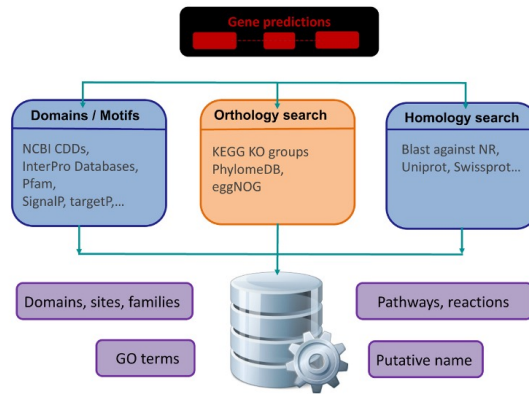 Gene predictions
Domains / Motifs
NCBI CDDs,
InterPro Databases,
Pfam,
SignalP, targetP,...
Orthology search
KEGG KO groups
PhylomeDB,
eggNOG
Homology search
Blast against NR,
Uniprot, Swissprot...
Domains, sites, families
Pathways, reactions
GO terms
Putative name